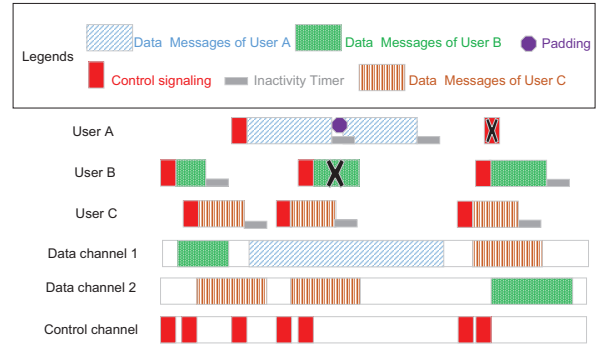 Legends
Data Messages of User A
Data Messages of User B
Padding
Control signaling
Inactivity Timer
Data Messages of User C
User A
User B
User C
Data channel 1
Data channel 2
Control channel